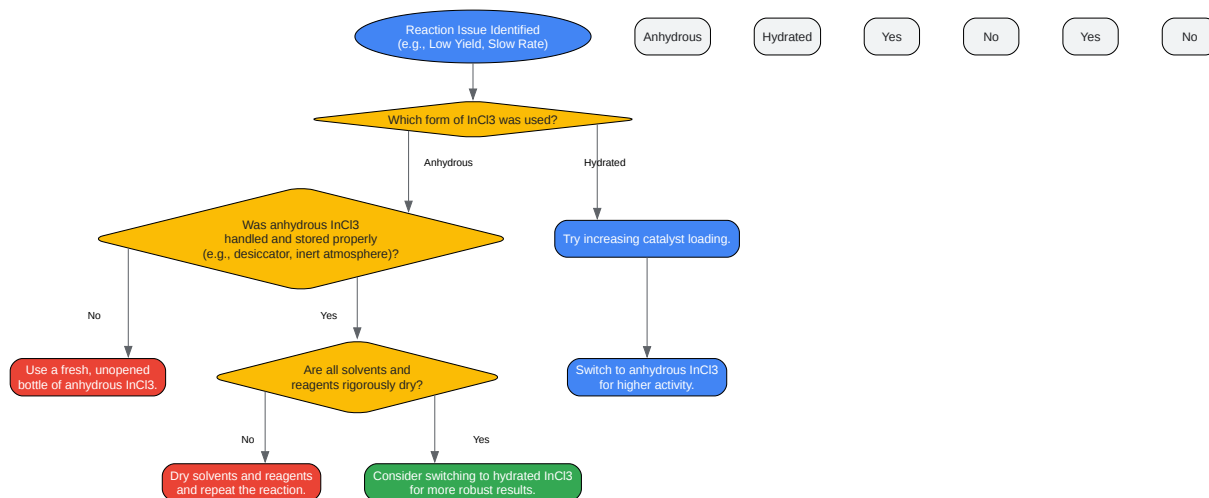 Reaction Issue Identified
(e.g., Low Yield, Slow Rate)
Anhydrous
Hydrated
Yes
No
Yes
No
Which form of InCl3 was used?
Anhydrous
Hydrated
Was anhydrous InCl3
handled and stored properly
(e.g., desiccator, inert atmosphere)?
Try increasing catalyst loading.
No
Yes
Use a fresh, unopened
bottle of anhydrous InCl3.
Are all solvents and
reagents rigorously dry?
Switch to anhydrous InCl3
for higher activity.
No
Yes
Dry solvents and reagents
and repeat the reaction.
Consider switching to hydrated InCl3
for more robust results.